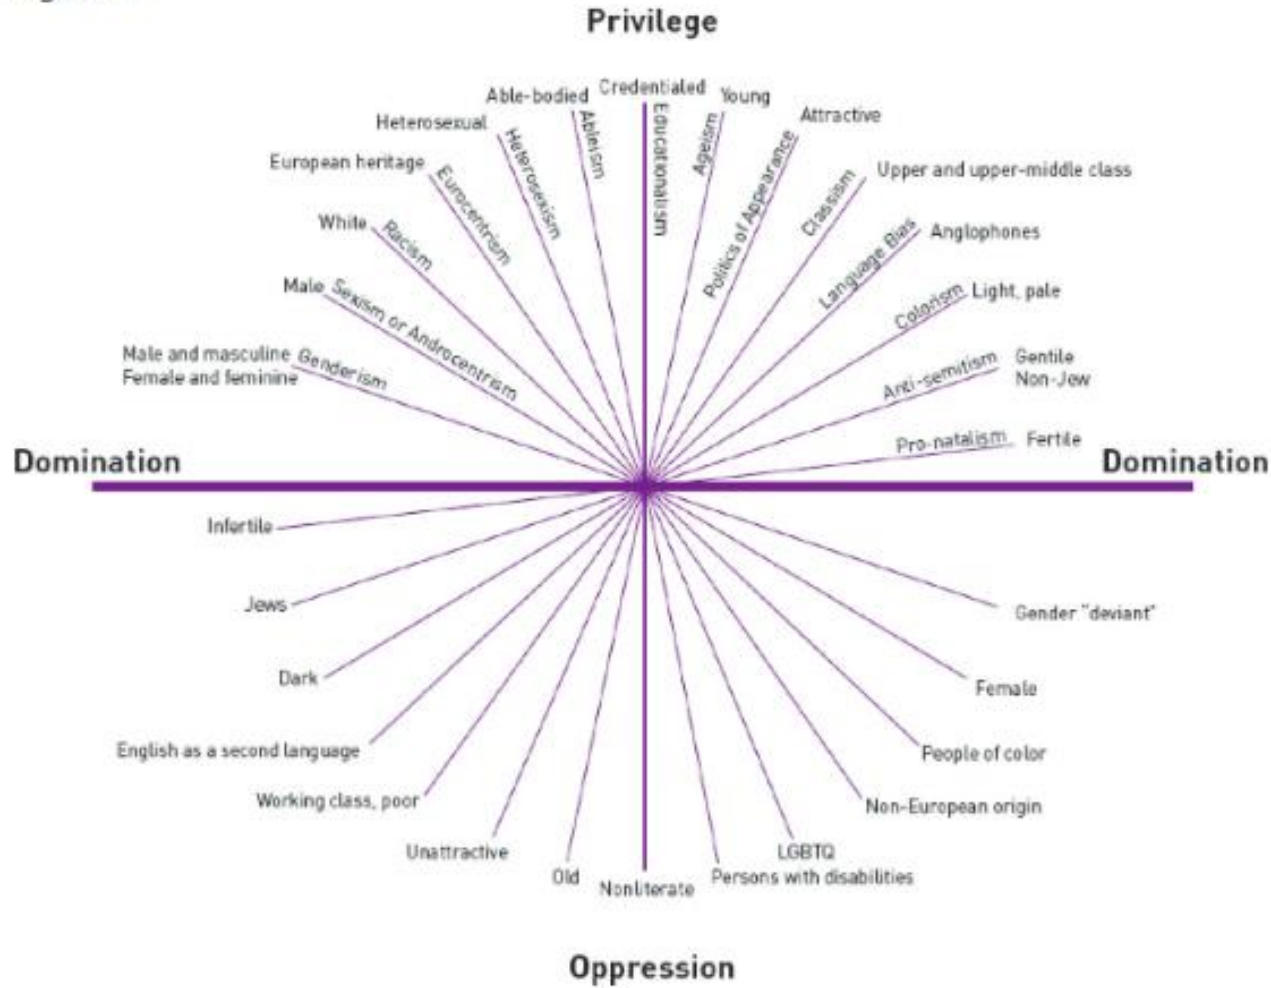 Privilege
Credentialed
Able-bodied
Young
Heterosexual
Attractive
European heritage
Upper and upper-middle class
White
Anglophones
Male
Light, pale
Male and masculine
Female and feminine
Gentile
Non-Jew
Fertile
Genderism
Sexism or Androcentrism
Racism
Eurocentrism
Heterosexism
Ableism
Educationalism
Ageism
Politics of Appearance
Classism
Language Bias
Colorism
Anti-semitism
Pro-natalism
Domination
Domination
Infertile
Jews
Gender "deviant"
Dark
Female
English as a second language
People of color
Working class, poor
Non-European origin
Unattractive
LGBTQ
Old
Persons with disabilities
Nonliterate
Oppression